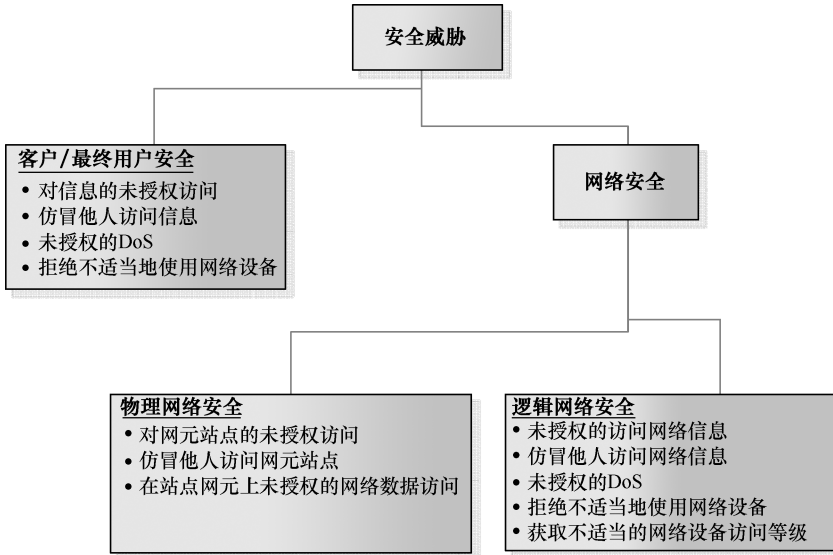 安全威胁
客户/最终用户安全
• 对信息的未授权访问
• 仿冒他人访问信息
• 未授权的DoS
• 拒绝不适当地使用网络设备
网络安全
物理网络安全
• 对网元站点的未授权访问
• 仿冒他人访问网元站点
• 在站点网元上未授权的网络数据访问
逻辑网络安全
• 未授权的访问网络信息
• 仿冒他人访问网络信息
• 未授权的DoS
• 拒绝不适当地使用网络设备
• 获取不适当的网络设备访问等级